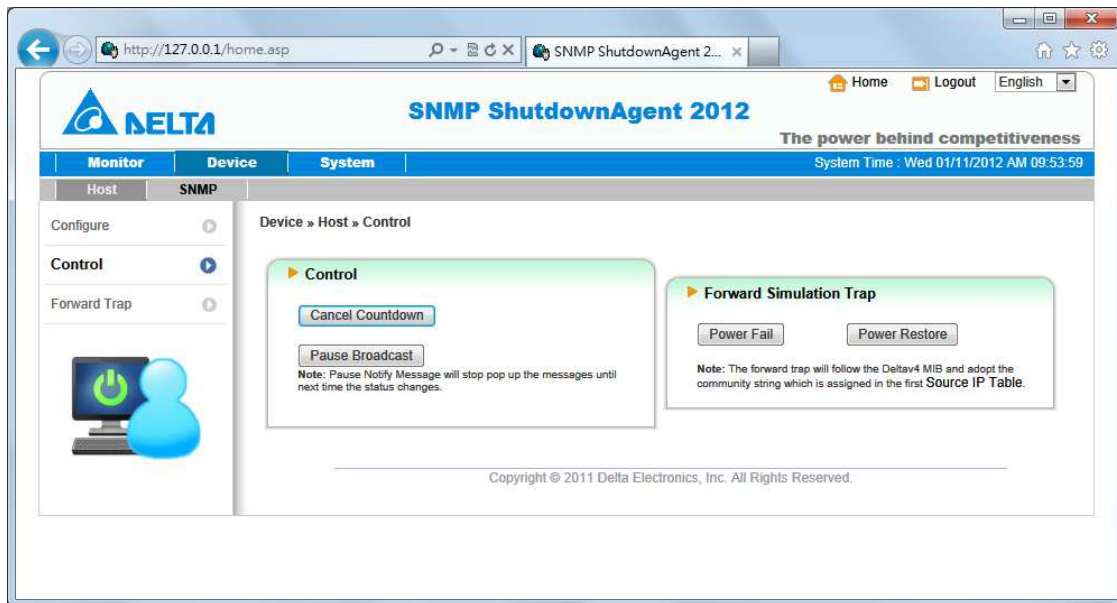 http://127.0.0.1/home.asp
SNMP ShutdownAgent 2...
Home
Logout
English
DELTA
SNMP ShutdownAgent 2012
The power behind competitiveness
Monitor
Device
System
System Time : Wed 01/11/2012 AM 09:53:59
Host
SNMP
Configure
Control
Forward Trap
Device » Host » Control
Control
Cancel Countdown
Pause Broadcast
Note: Pause Notify Message will stop pop up the messages until
next time the status changes.
Forward Simulation Trap
Power Fail
Power Restore
Note: The forward trap will follow the Deltav4 MIB and adopt the
community string which is assigned in the first Source IP Table.
Copyright © 2011 Delta Electronics, Inc. All Rights Reserved.